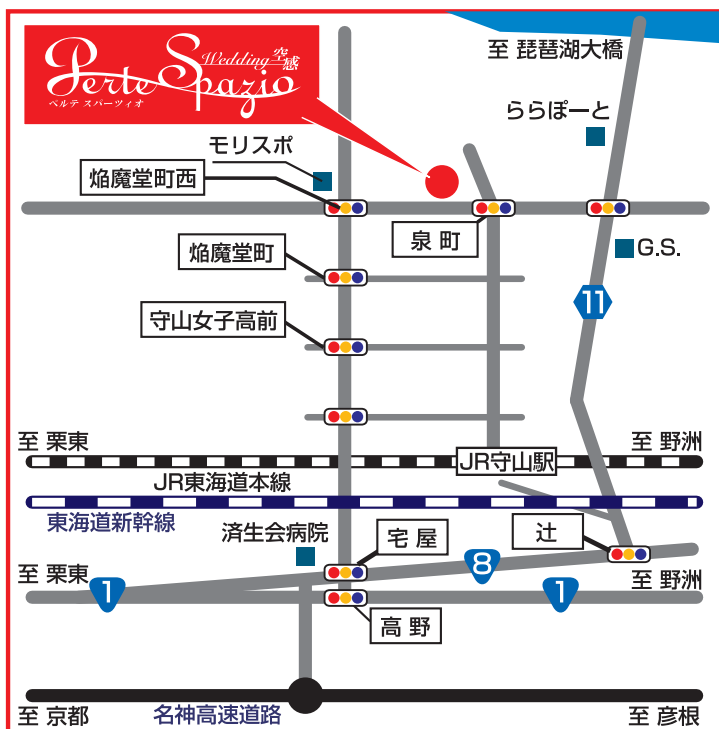 Wedding 空感
Perte Spazio
ペルテ スパーツィオ
至 琵琶湖大橋
ららぽーと
モリスポ
焔魔堂町西
泉 町
G.S.
焔魔堂町
11
守山女子高前
至 栗東
至 野洲
JR守山駅
JR東海道本線
東海道新幹線
済生会病院
宅 屋
辻
至 栗東
8
至 野洲
1
1
高 野
至 京都
名神高速道路
至 彦根